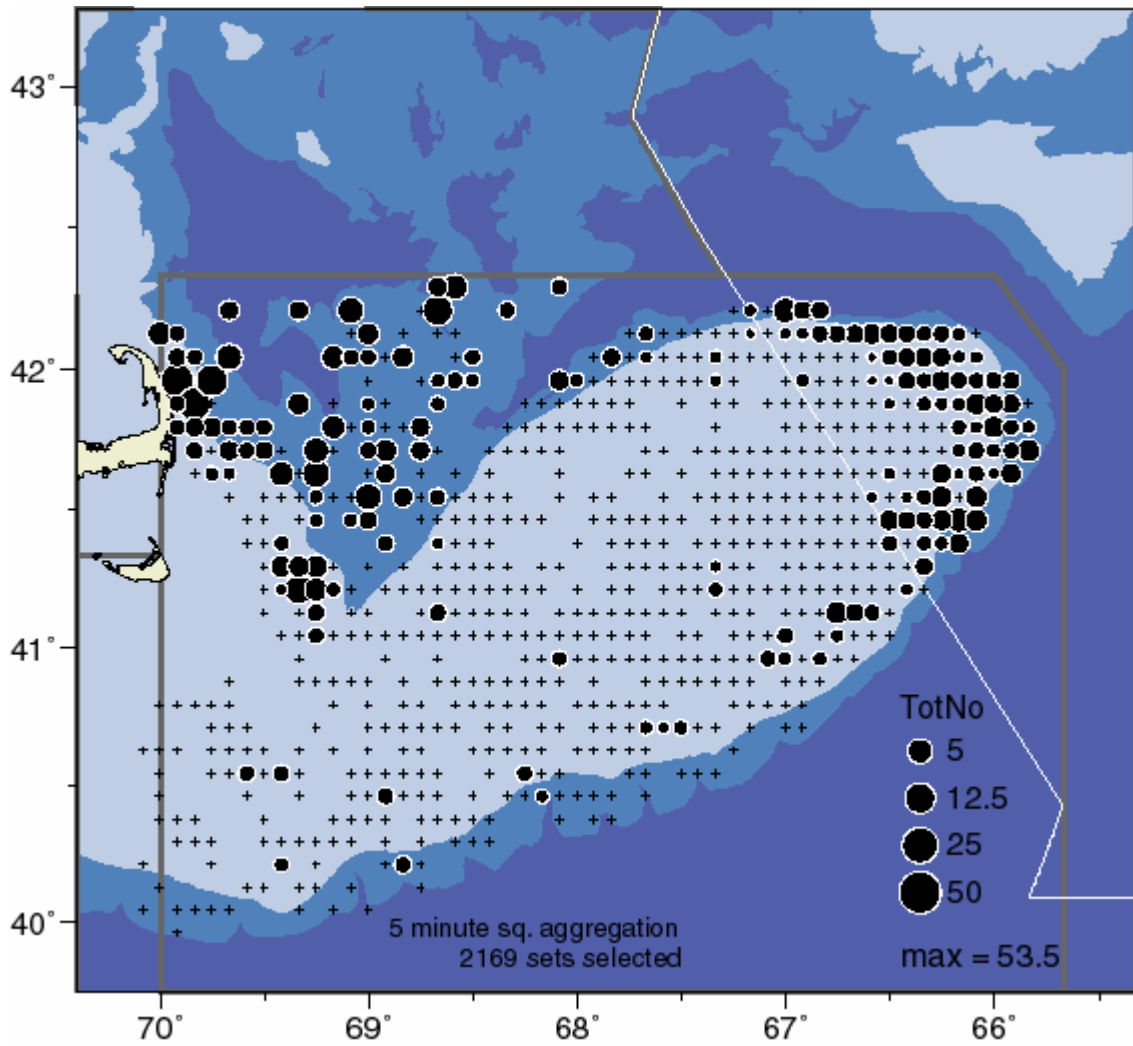 43°
42°
41°
40°
TotNo
5
12.5
25
50
max = 53.5
5 minute sq. aggregation
2169 sets selected
70° 69° 68° 67° 66°